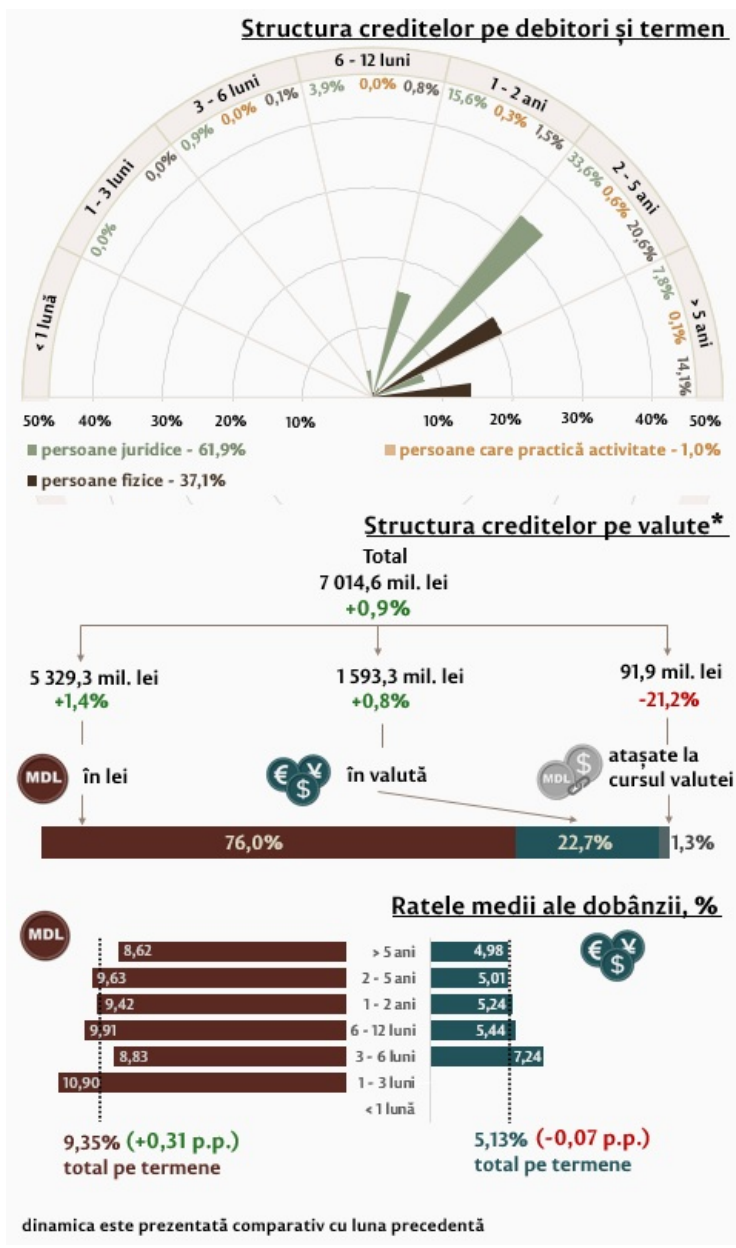 Structura creditelor pe debitori și termen
< 1 lună
1 - 3 luni
3 - 6 luni
6 - 12 luni
1 - 2 ani
2 - 5 ani
> 5 ani
0,0%
0,0%
0,9%
0,0%
0,1%
3,9%
0,0%
0,8%
15,6%
0,3%
1,5%
33,6%
0,6%
20,6%
7,8%
0,1%
14,1%
50% 40% 30% 20% 10% 10% 20% 30% 40% 50%
persoane juridice - 61,9% persoane care practică activitate - 1,0%
persoane fizice - 37,1%
Structura creditelor pe valute*
Total
7 014,6 mil. lei
+0,9%
5 329,3 mil. lei 1 593,3 mil. lei 91,9 mil. lei
+1,4% +0,8% -21,2%
MDL în lei € ¥ $ în valută MDL $ atașate la
cursul valutei
76,0% 22,7% 1,3%
Ratele medii ale dobânzii, %
MDL € ¥ $
8,62 > 5 ani 4,98
9,63 2 - 5 ani 5,01
9,42 1 - 2 ani 5,24
9,91 6 - 12 luni 5,44
8,83 3 - 6 luni 7,24
10,90 1 - 3 luni
< 1 lună
9,35% (+0,31 p.p.) 5,13% (-0,07 p.p.)
total pe termene total pe termene
dinamica este prezentată comparativ cu luna precedentă